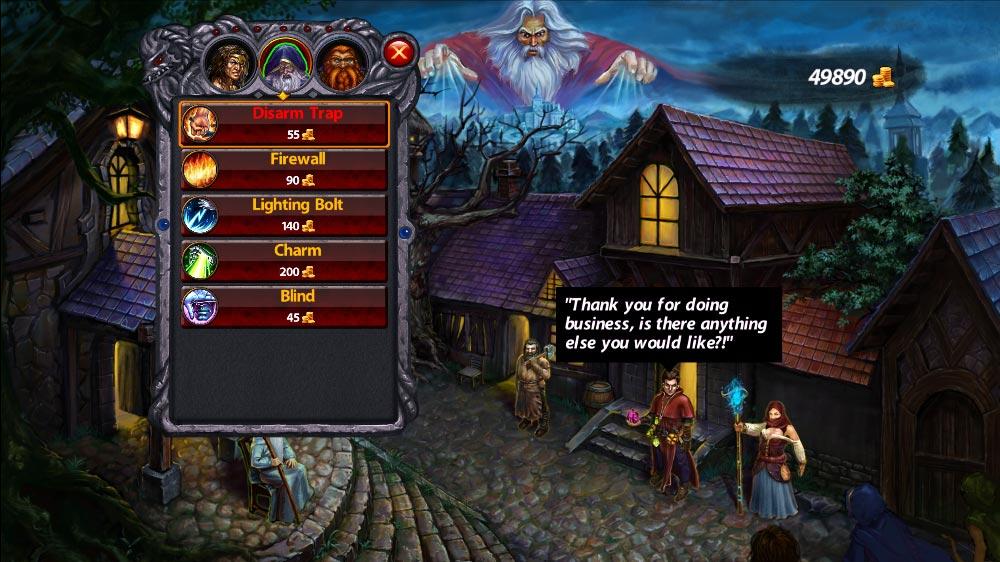 49890
Disarm Trap
55
Firewall
90
Lighting Bolt
140
Charm
200
Blind
45
"Thank you for doing
business, is there anything
else you would like?!"